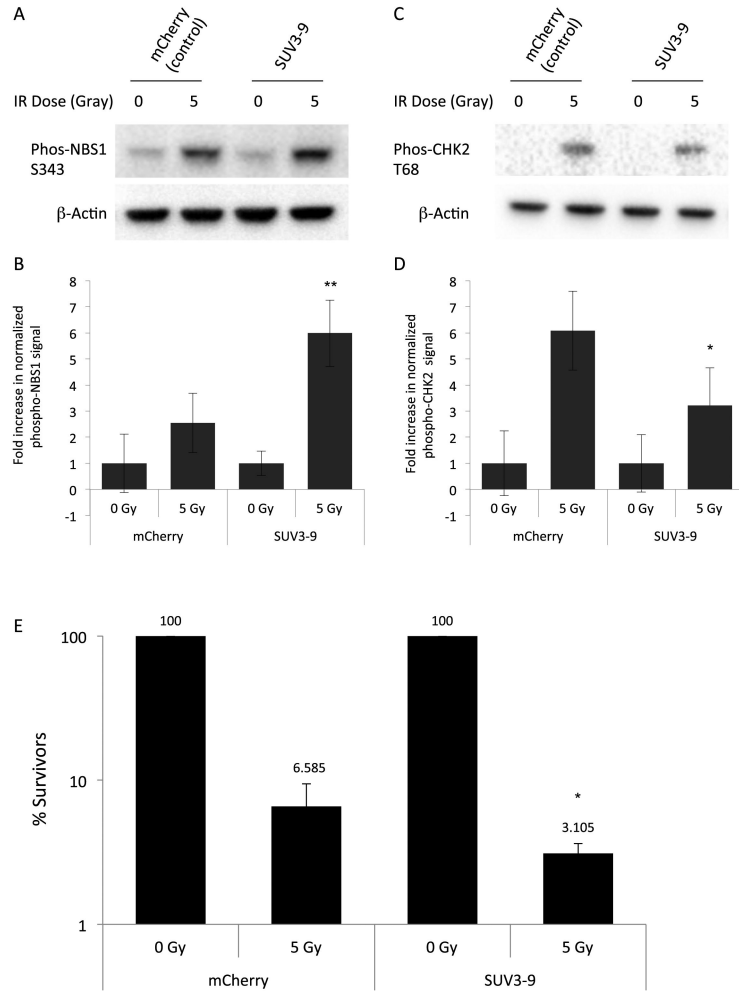 A
mCherry
(control)
SUV3-9
IR Dose (Gray) 0 5 0 5
Phos-NBS1
S343
β-Actin
C
mCherry
(control)
SUV3-9
IR Dose (Gray) 0 5 0 5
Phos-CHK2
T68
β-Actin
B
Fold increase in normalized
phospho-NBS1 signal
8
7
6
5
4
3
2
1
0
-1
**
0 Gy 5 Gy 0 Gy 5 Gy
mCherry SUV3-9
D
Fold increase in normalized
phospho-CHK2 signal
8
7
6
5
4
3
2
1
0
-1
*
0 Gy 5 Gy 0 Gy 5 Gy
mCherry SUV3-9
E
% Survivors
100
10
1
100
6.585
100
*
3.105
0 Gy 5 Gy 0 Gy 5 Gy
mCherry SUV3-9